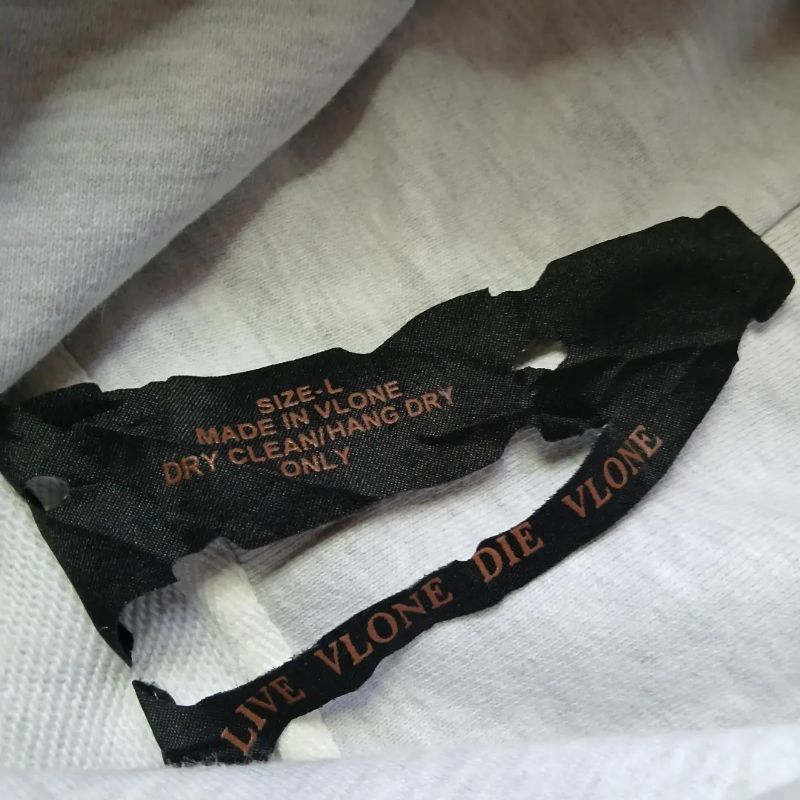 SIZE-L
MADE IN VLONE
DRY CLEAN/HANG DRY
ONLY
LIVE VLONE DIE VLONE